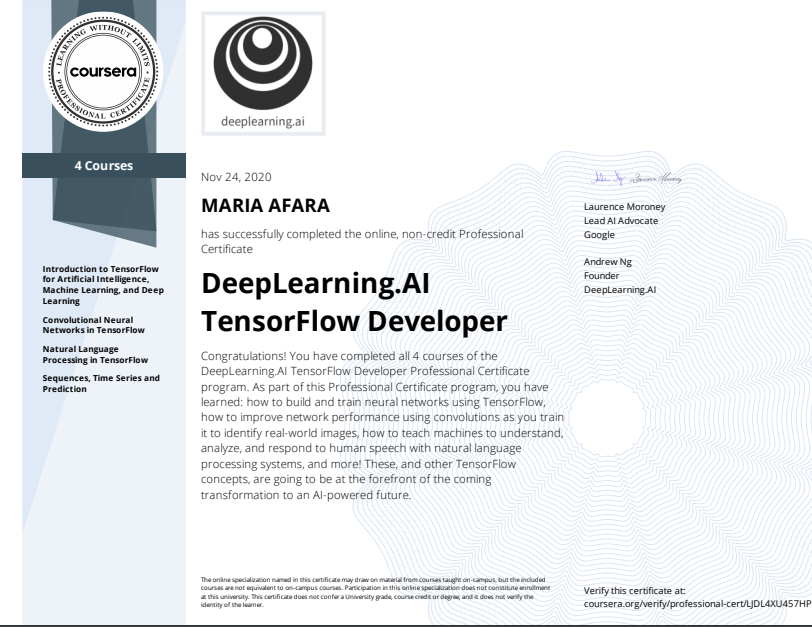 LEARNING WITHOUT LIMITS
coursera
PROFESSIONAL CERTIFICATE
4 Courses
Introduction to TensorFlow
for Artificial Intelligence,
Machine Learning, and Deep
Learning
Convolutional Neural
Networks in TensorFlow
Natural Language
Processing in TensorFlow
Sequences, Time Series and
Prediction
deeplearning.ai
Nov 24, 2020
MARIA AFARA
has successfully completed the online, non-credit Professional
Certificate
DeepLearning.AI
TensorFlow Developer
Congratulations! You have completed all 4 courses of the
DeepLearning.AI TensorFlow Developer Professional Certificate
program. As part of this Professional Certificate program, you have
learned: how to build and train neural networks using TensorFlow,
how to improve network performance using convolutions as you train
it to identify real-world images, how to teach machines to understand,
analyze, and respond to human speech with natural language
processing systems, and more! These, and other TensorFlow
concepts, are going to be at the forefront of the coming
transformation to an AI-powered future.
The online specialization named in this certificate may draw on material from courses taught on-campus, but the included
courses are not equivalent to on-campus courses. Participation in this online specialization does not constitute enrollment
at this university. This certificate does not confer a University grade, course credit or degree, and it does not verify the
identity of the learner.
Laurence Moroney
Lead AI Advocate
Google
Andrew Ng
Founder
DeepLearning.AI
Verify this certificate at:
coursera.org/verify/professional-cert/LJDL4XU457HP